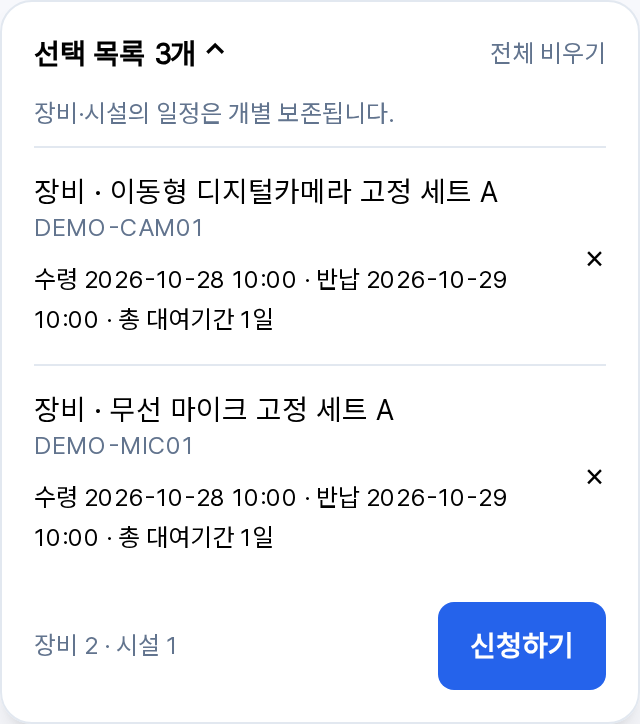 선택 목록 3개
전체 비우기
장비·시설의 일정은 개별 보존됩니다.
장비 · 이동형 디지털카메라 고정 세트 A
DEMO-CAM01
수령 2026-10-28 10:00 · 반납 2026-10-29
10:00 · 총 대여기간 1일
장비 · 무선 마이크 고정 세트 A
DEMO-MIC01
수령 2026-10-28 10:00 · 반납 2026-10-29
10:00 · 총 대여기간 1일
장비 2 · 시설 1
신청하기